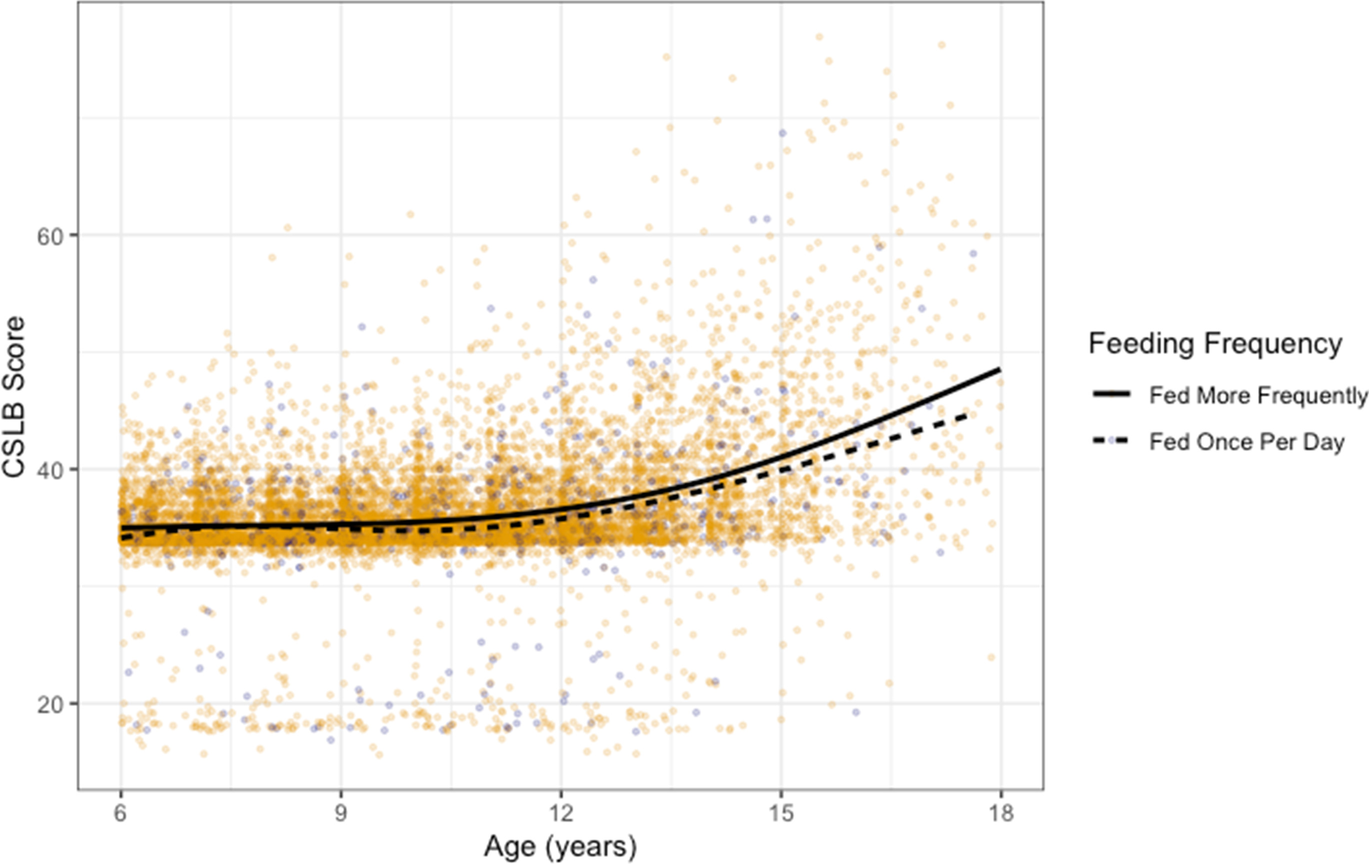 60
40
20
CSLB Score
6 9 12 15 18
Age (years)
Feeding Frequency
Fed More Frequently
Fed Once Per Day